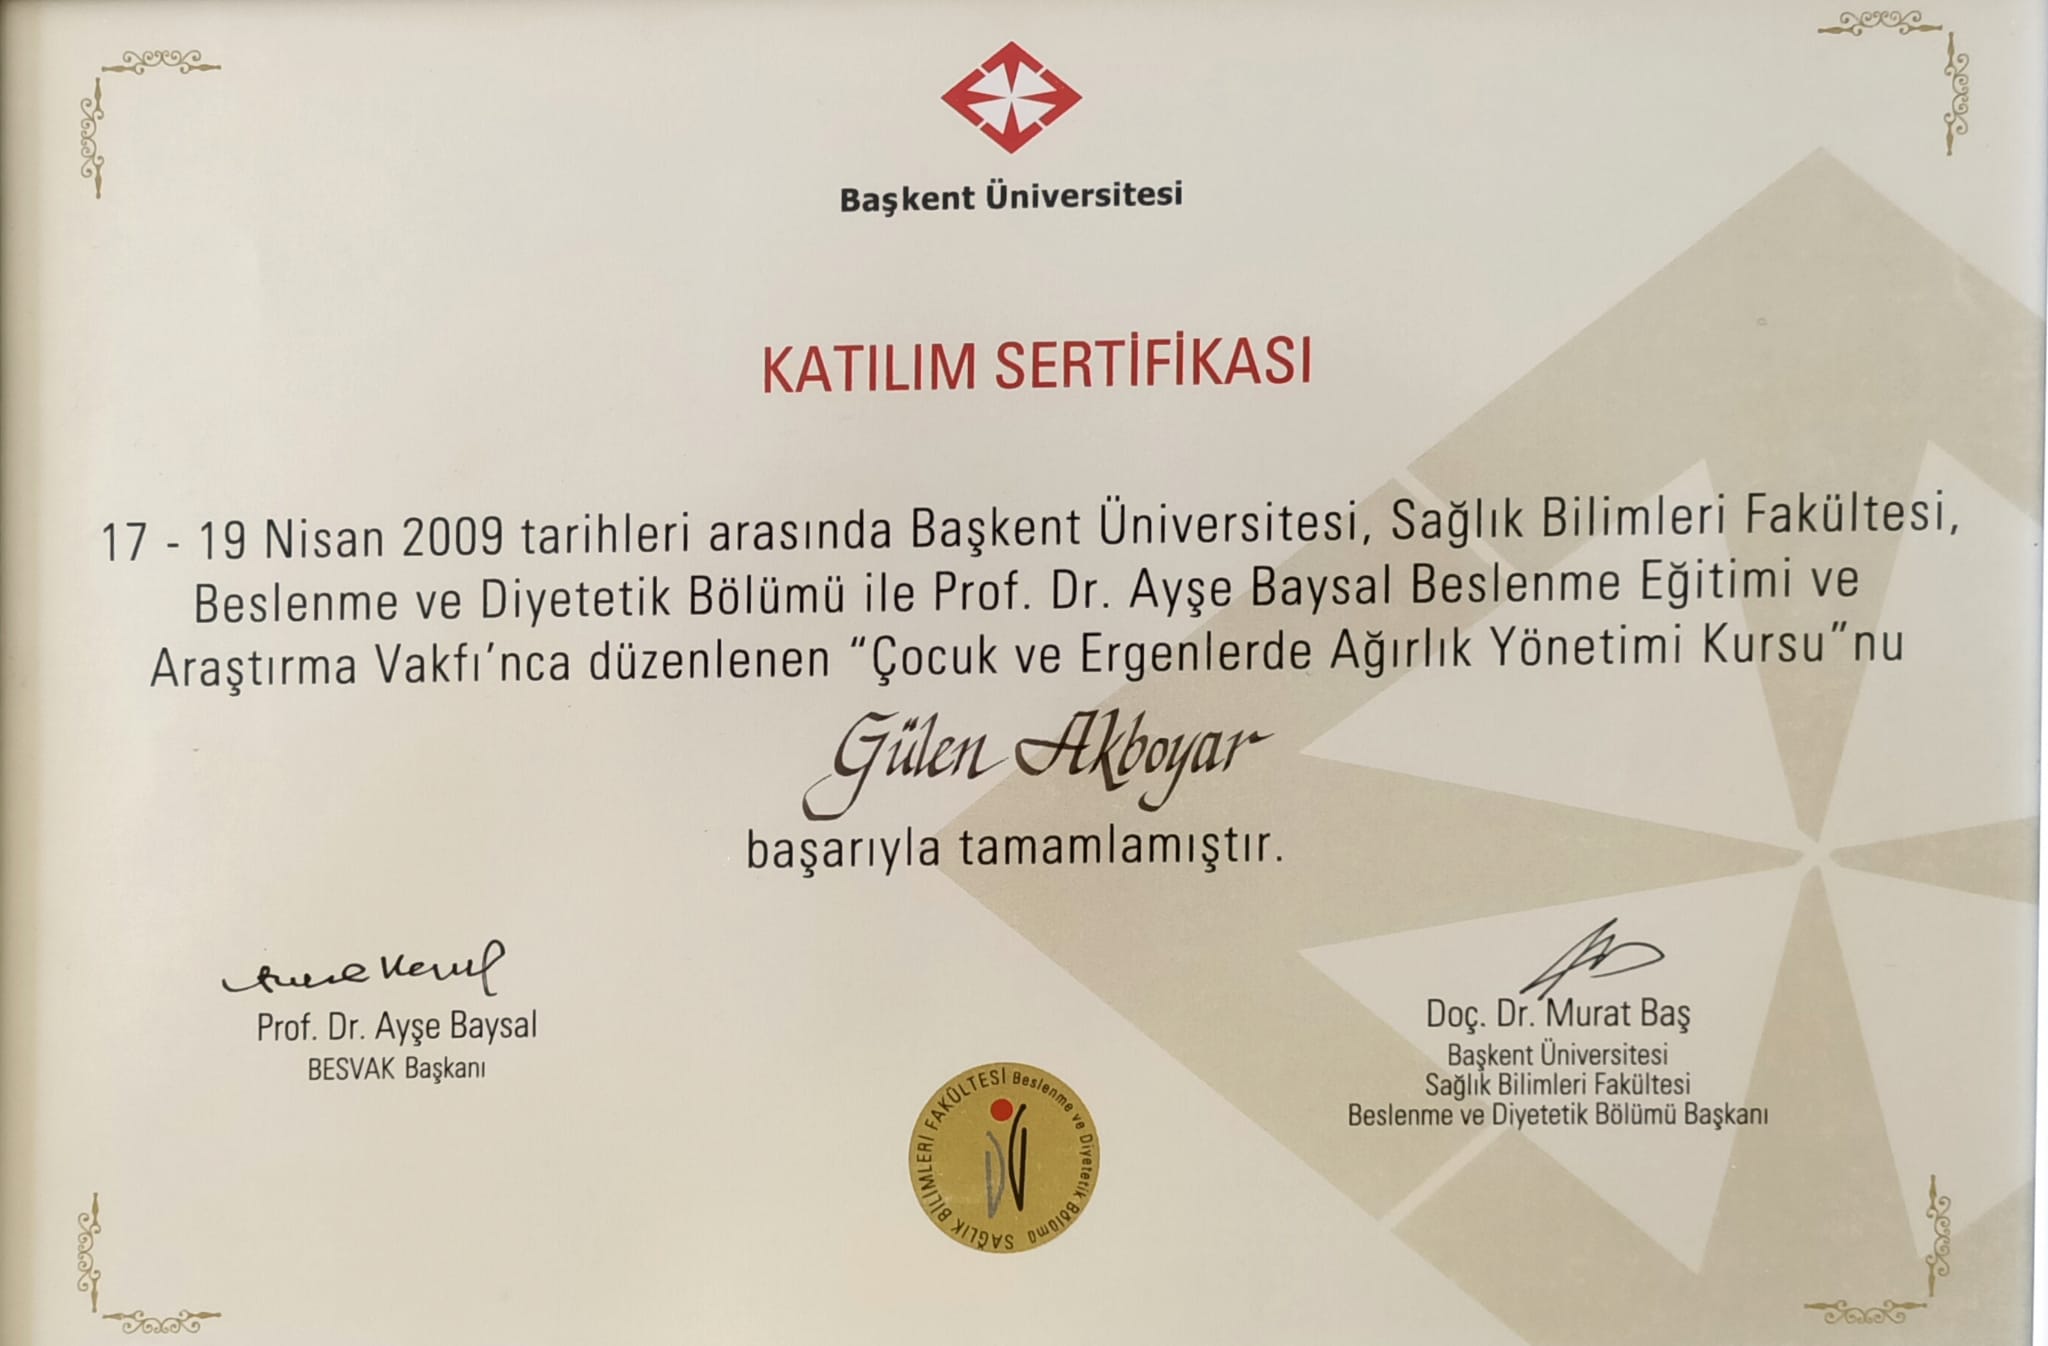 Başkent Üniversitesi
KATILIM SERTİFİKASI
17 - 19 Nisan 2009 tarihleri arasında Başkent Üniversitesi, Sağlık Bilimleri Fakültesi,
Beslenme ve Diyetetik Bölümü ile Prof. Dr. Ayşe Baysal Beslenme Eğitimi ve
Araştırma Vakfı’nca düzenlenen “Çocuk ve Ergenlerde Ağırlık Yönetimi Kursu”nu
Gülen Akboyar
başarıyla tamamlamıştır.
Prof. Dr. Ayşe Baysal
BESVAK Başkanı
Doç. Dr. Murat Baş
Başkent Üniversitesi
Sağlık Bilimleri Fakültesi
Beslenme ve Diyetetik Bölümü Başkanı
SAĞLIK BİLİMLERİ FAKÜLTESİ Beslenme ve Diyetetik Bölümü